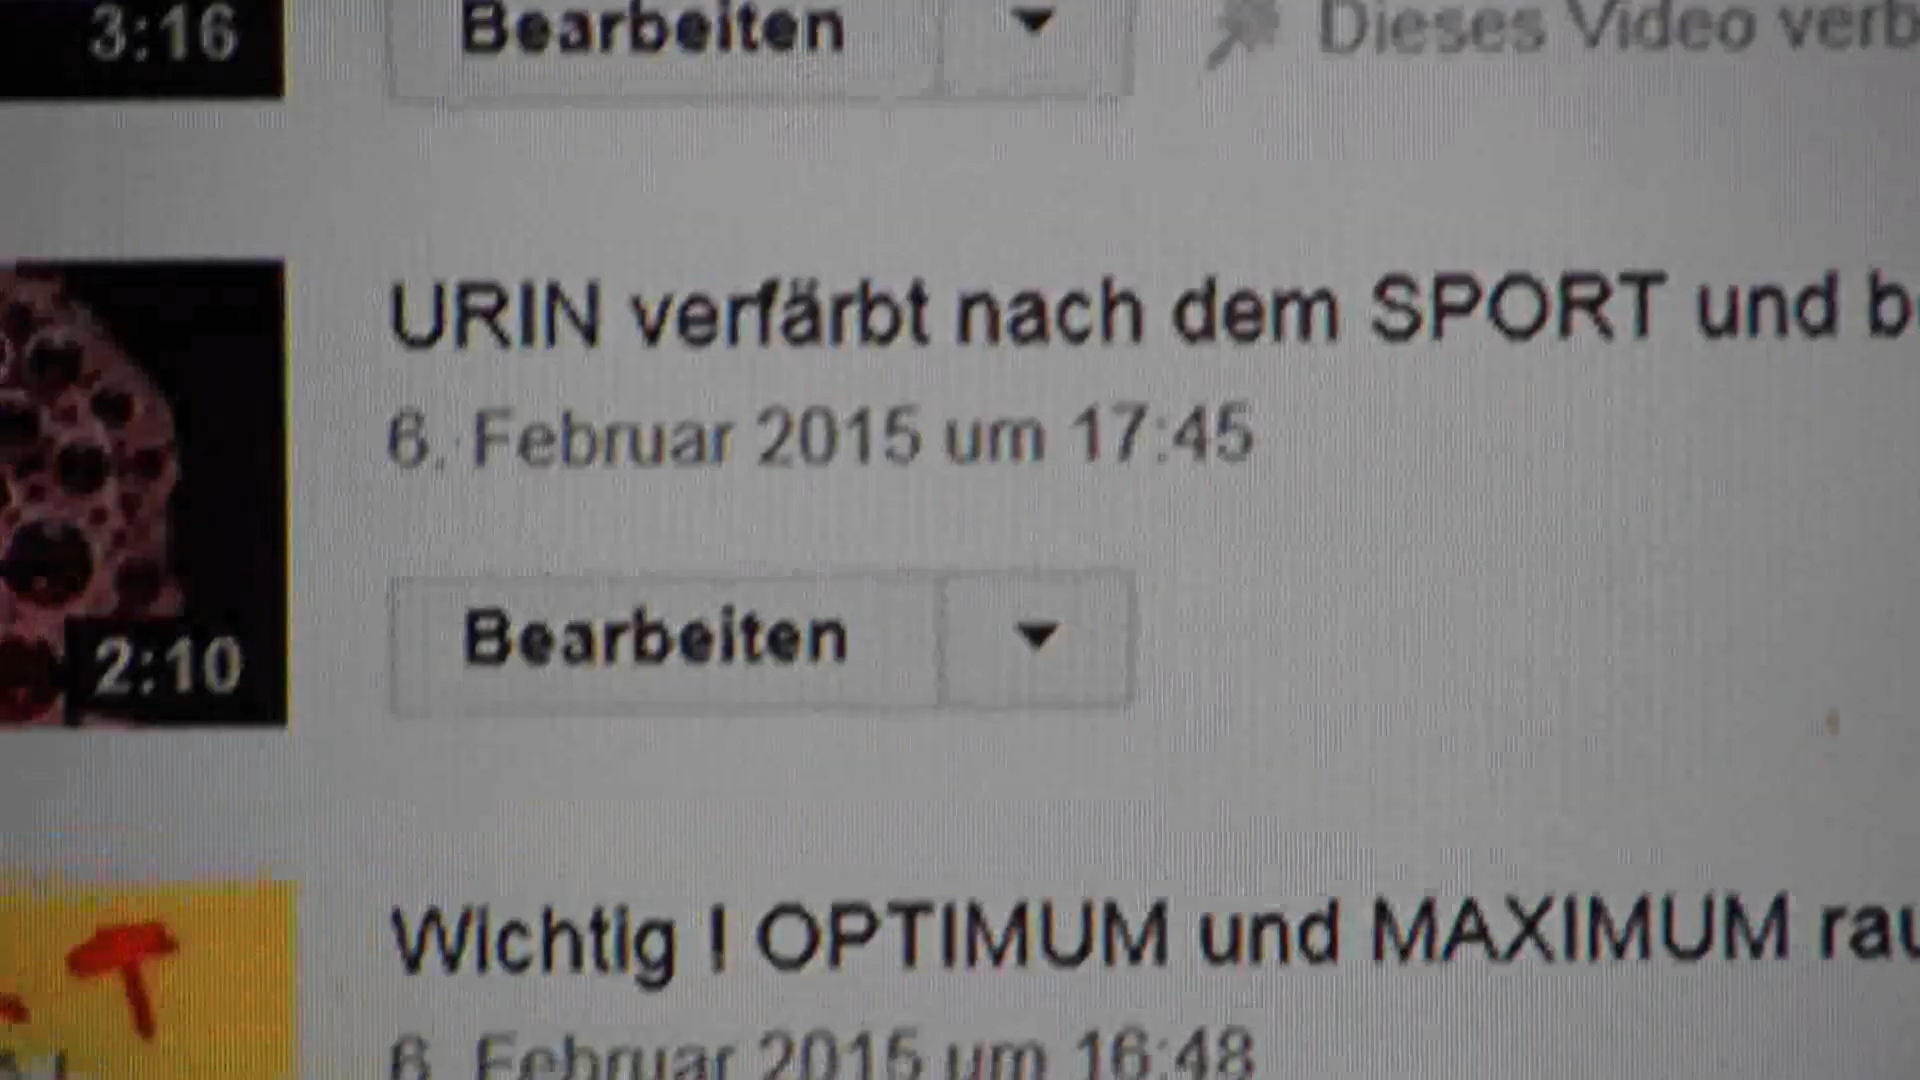 3:16
Bearbeiten
Dieses Video verb
URIN verfärbt nach dem SPORT und b
6. Februar 2015 um 17:45
Bearbeiten
2:10
Wichtig ! OPTIMUM und MAXIMUM rau
T
6. Februar 2015 um 16:48